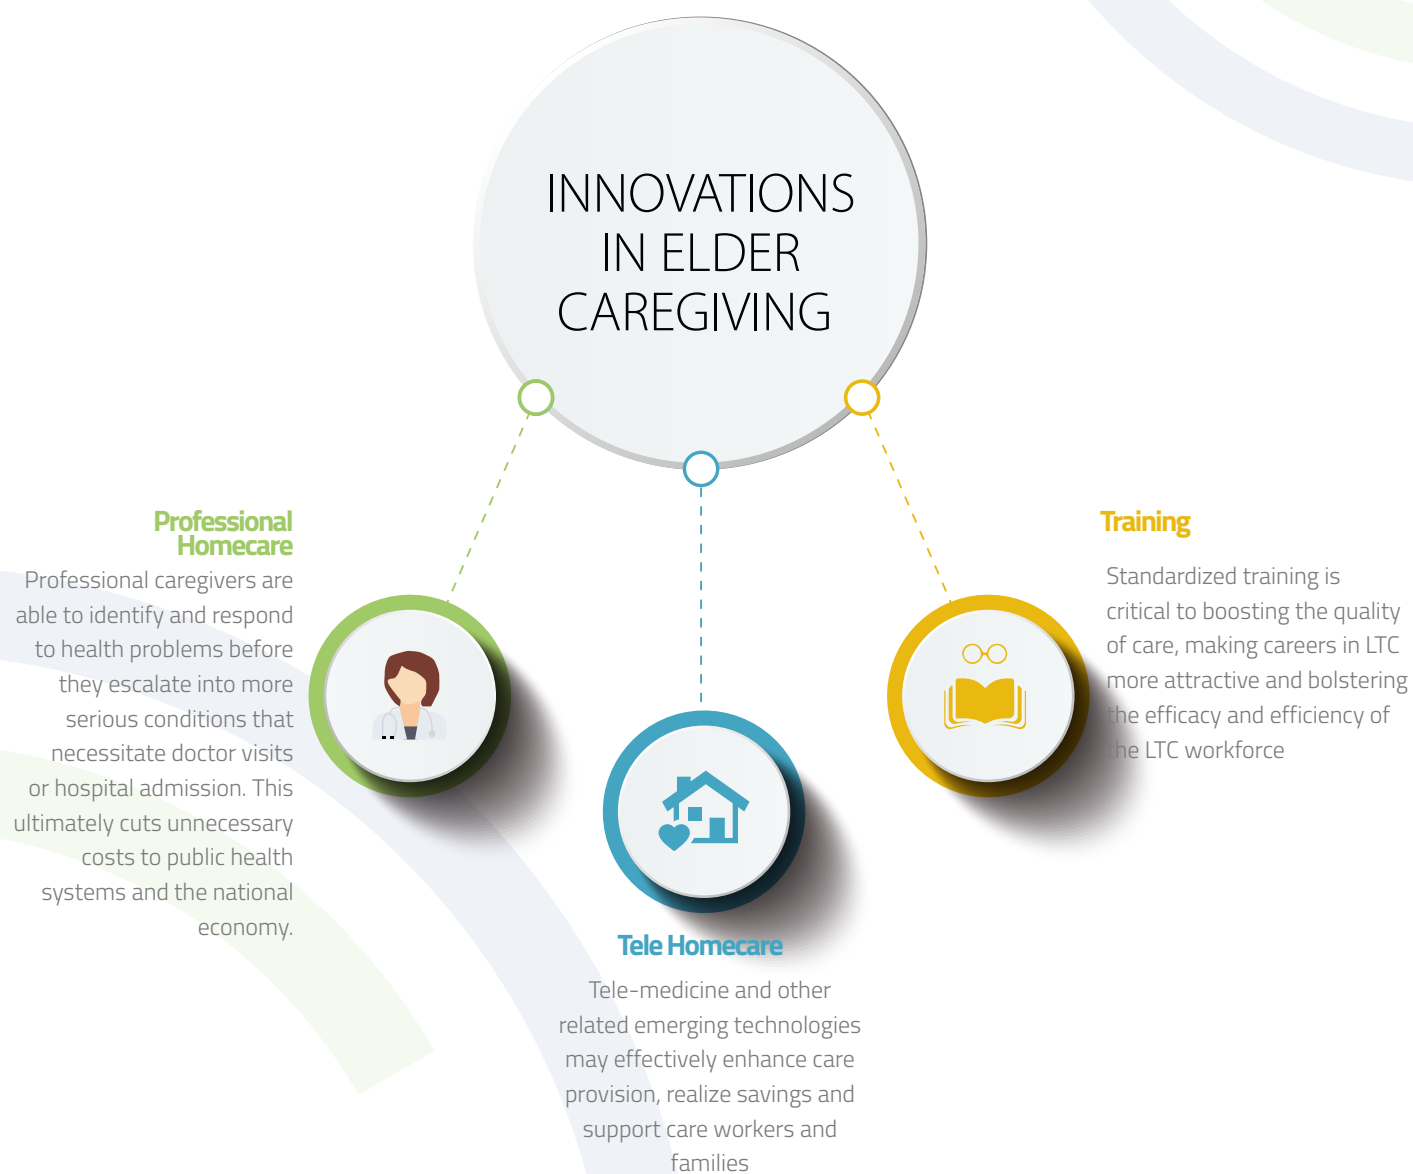 INNOVATIONS
IN ELDER
CAREGIVING
Professional
Homecare
Professional caregivers are
able to identify and respond
to health problems before
they escalate into more
serious conditions that
necessitate doctor visits
or hospital admission. This
ultimately cuts unnecessary
costs to public health
systems and the national
economy.
Tele Homecare
Tele-medicine and other
related emerging technologies
may effectively enhance care
provision, realize savings and
support care workers and
families
Training
Standardized training is
critical to boosting the quality
of care, making careers in LTC
more attractive and bolstering
the efficacy and efficiency of
the LTC workforce